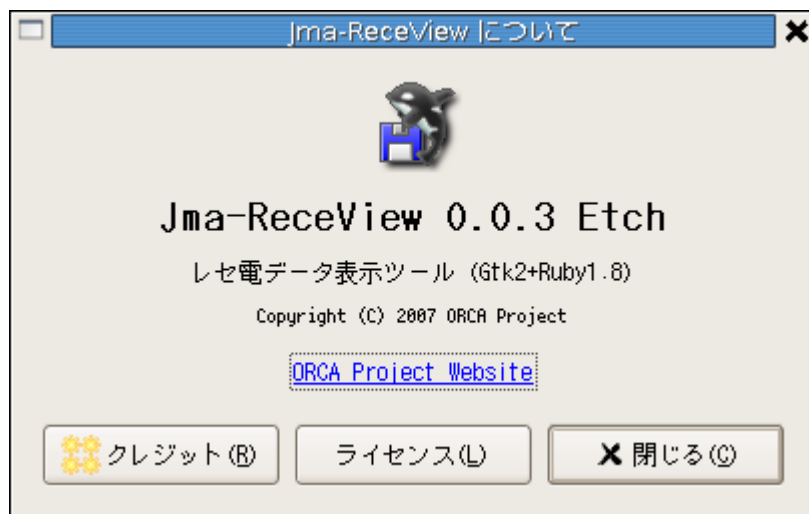 Jma-ReceView について
Jma-ReceView 0.0.3 Etch
レセ電データ表示ツール (Gtk2+Ruby1.8)
Copyright (C) 2007 ORCA Project
ORCA Project Website
クレジット(R) ライセンス(L) 閉じる(C)